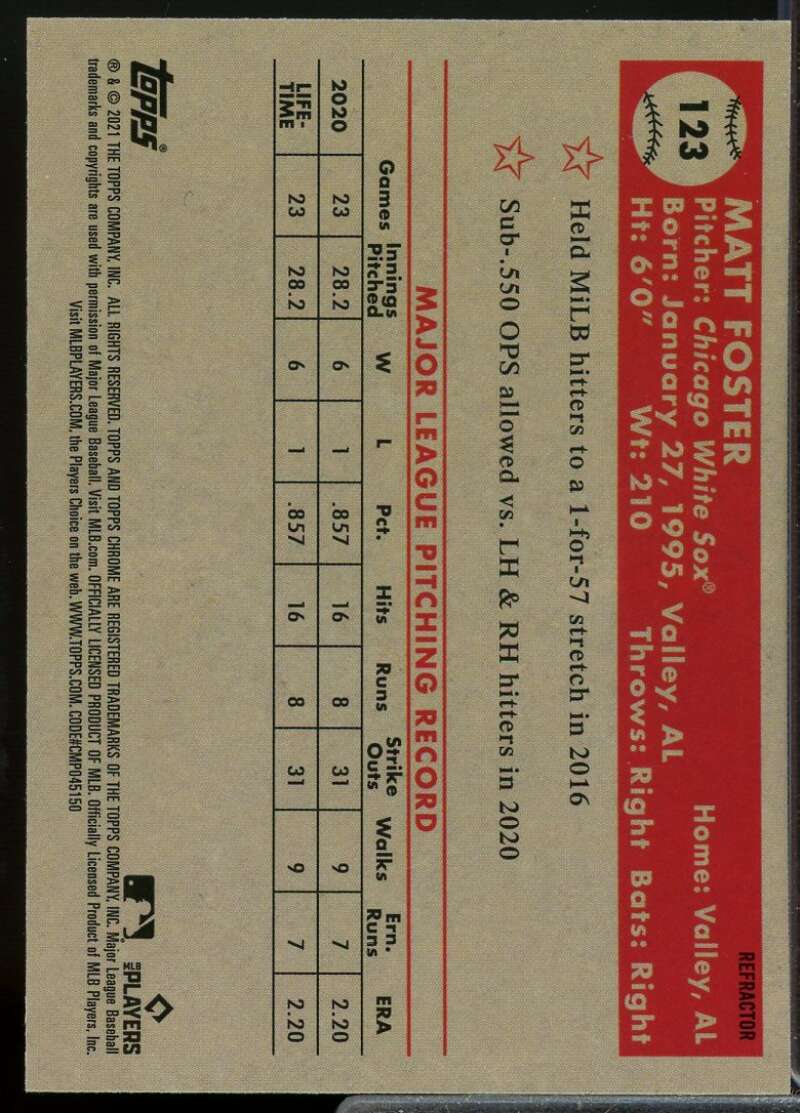 REFRACTOR
123
MATT FOSTER
Pitcher: Chicago White Sox® Home: Valley, AL
Born: January 27, 1995, Valley, AL
Ht: 6'0" Wt: 210 Throws: Right Bats: Right
Held MiLB hitters to a 1-for-57 stretch in 2016
Sub-.550 OPS allowed vs. LH & RH hitters in 2020
MAJOR LEAGUE PITCHING RECORD
Games Innings Pitched W L Pct. Hits Runs Strike Outs Walks Ern. Runs ERA
2020 23 28.2 6 1 .857 16 8 31 9 7 2.20
LIFE-TIME 23 28.2 6 1 .857 16 8 31 9 7 2.20
topps®
MLB PLAYERS
® & © 2021 THE TOPPS COMPANY, INC. ALL RIGHTS RESERVED. TOPPS AND TOPPS CHROME ARE REGISTERED TRADEMARKS OF THE TOPPS COMPANY, INC. Major League Baseball
trademarks and copyrights are used with permission of Major League Baseball. Visit MLB.com. OFFICIALLY LICENSED PRODUCT OF MLB. Officially Licensed Product of MLB Players, Inc.
Visit MLBPLAYERS.COM, the Players Choice on the web. WWW.TOPPS.COM. CODE#CMP045150